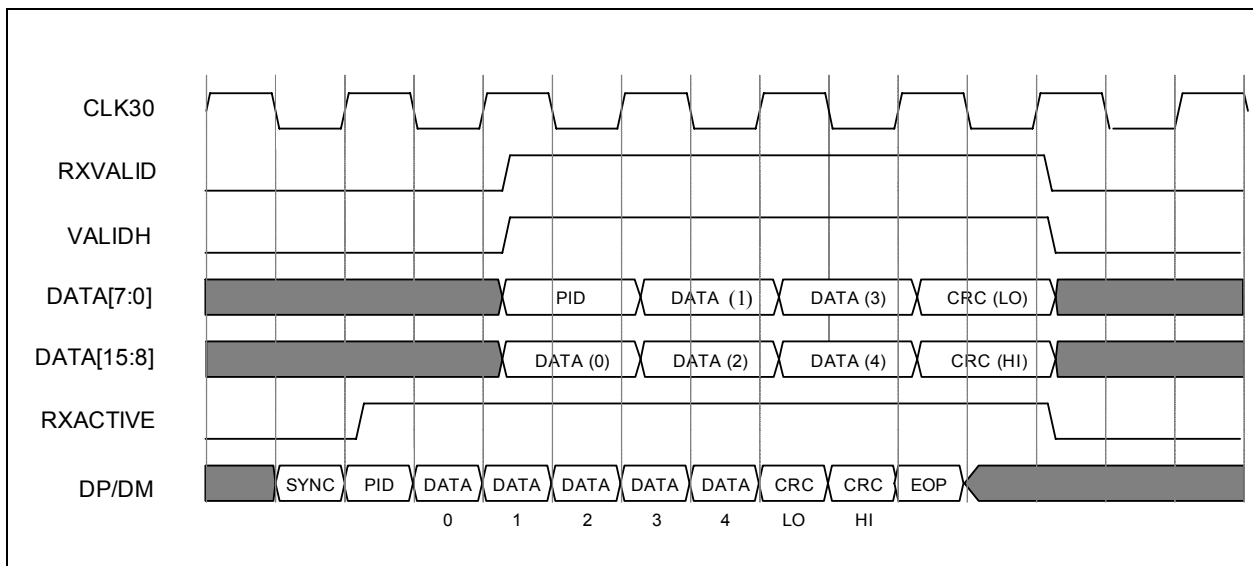 CLK30
RXVALID
VALIDH
DATA[7:0] PID DATA (1) DATA (3) CRC (LO)
DATA[15:8] DATA (0) DATA (2) DATA (4) CRC (HI)
RXACTIVE
DP/DM SYNC PID DATA DATA DATA DATA DATA CRC CRC EOP
0 1 2 3 4 LO HI